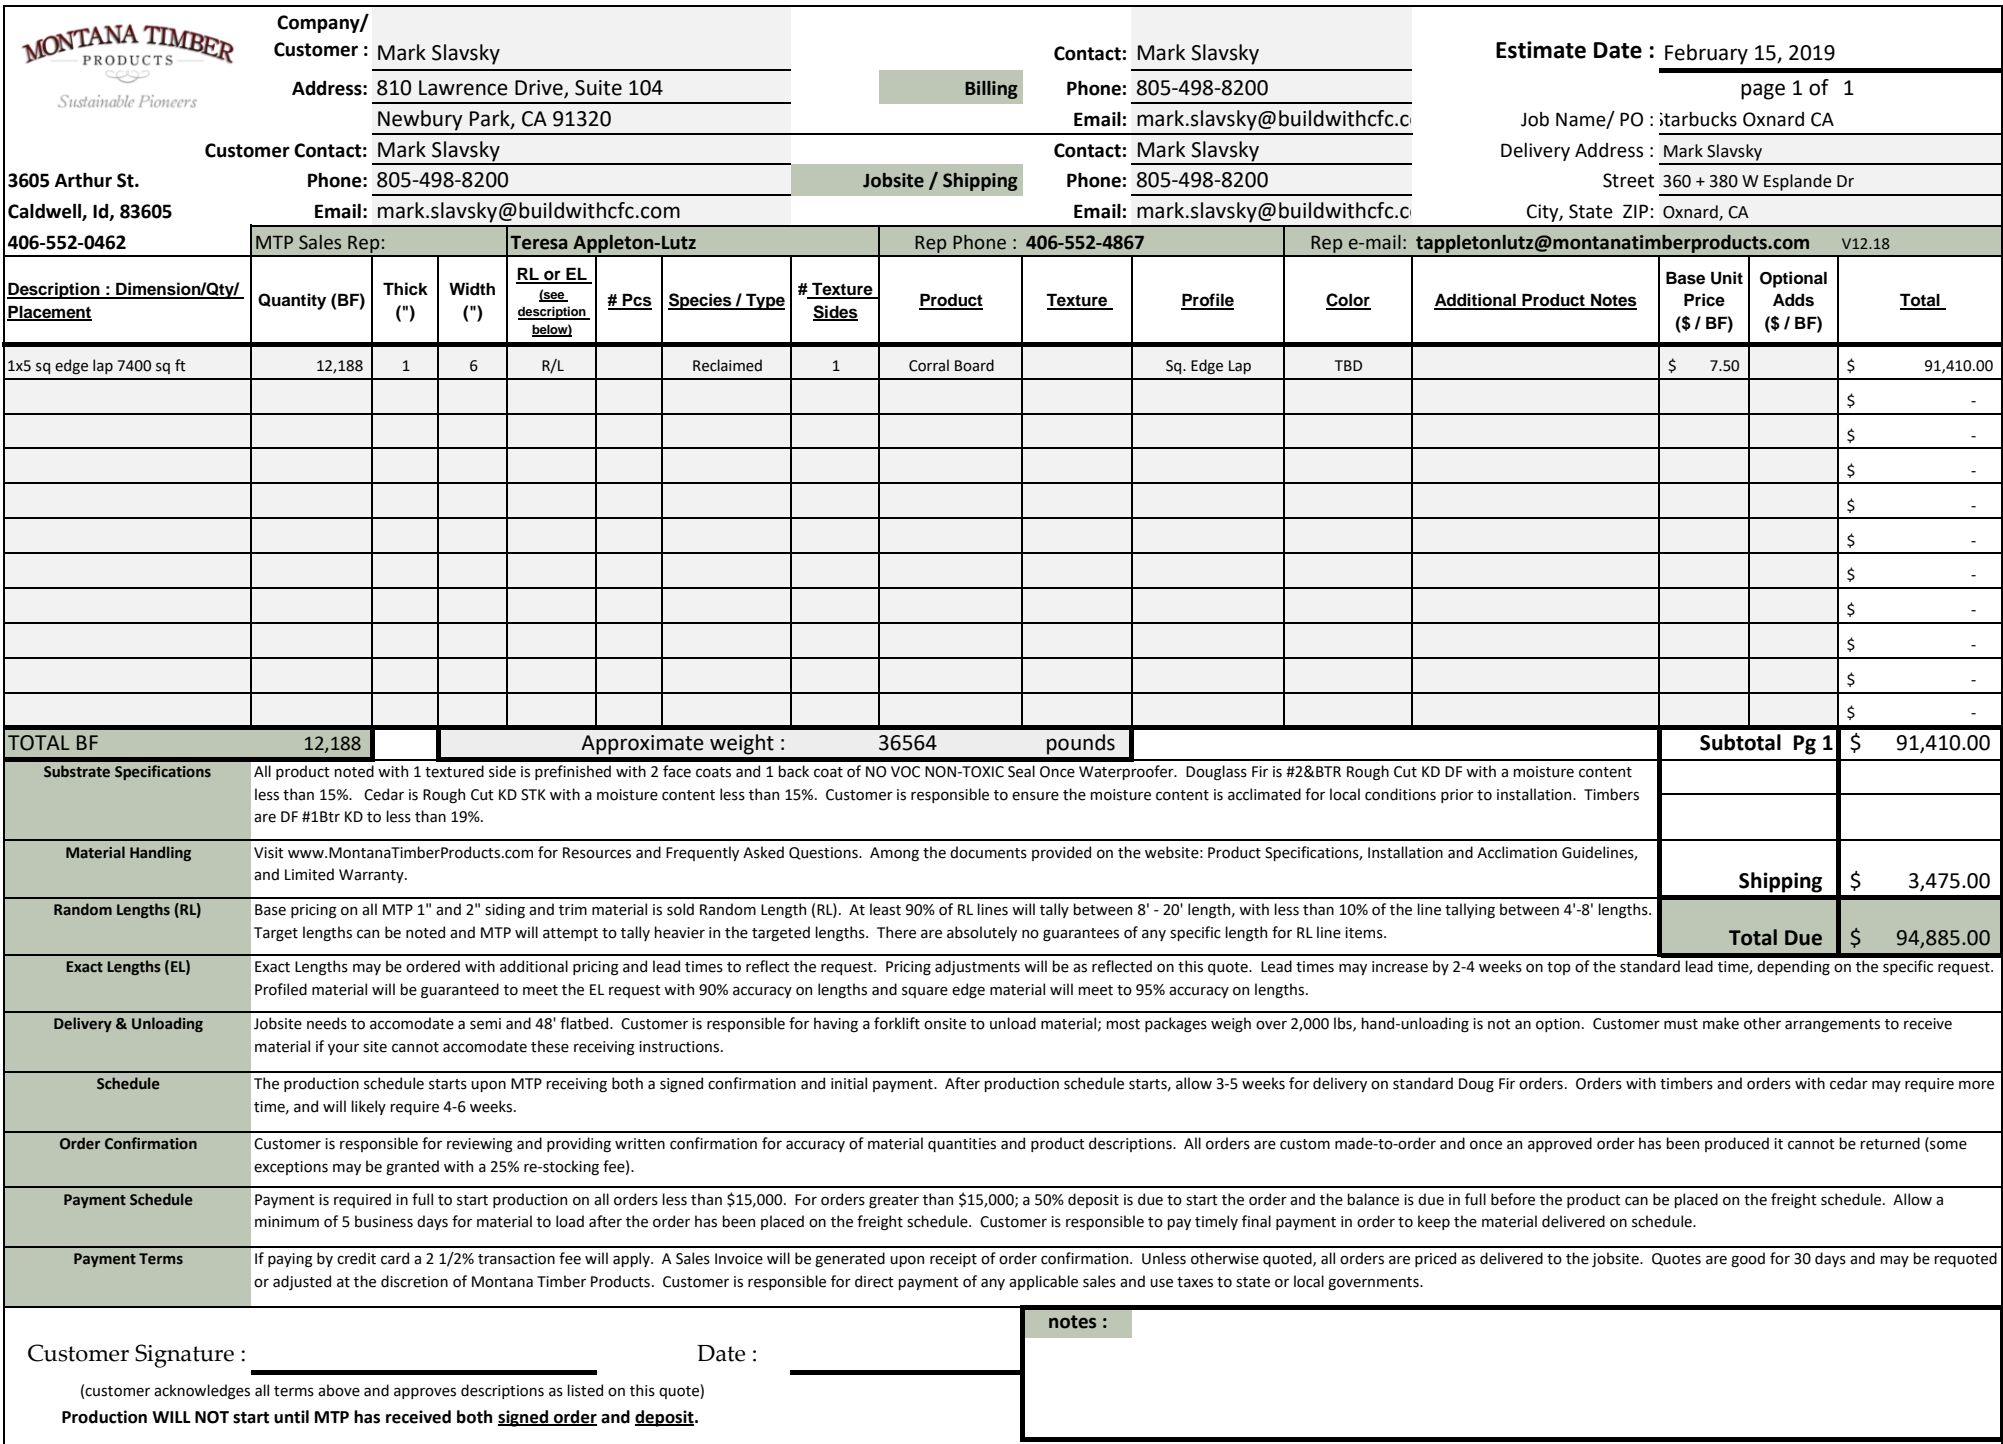 MONTANA TIMBER
PRODUCTS
Sustainable Pioneers
3605 Arthur St.
Caldwell, Id, 83605
406-552-0462
Company/
Customer : Mark Slavsky
Address: 810 Lawrence Drive, Suite 104
Newbury Park, CA 91320
Customer Contact: Mark Slavsky
Phone: 805-498-8200
Email: mark.slavsky@buildwithcfc.com
Billing
Contact: Mark Slavsky
Phone: 805-498-8200
Email: mark.slavsky@buildwithcfc.c
Jobsite / Shipping
Contact: Mark Slavsky
Phone: 805-498-8200
Email: mark.slavsky@buildwithcfc.c
Estimate Date : February 15, 2019
page 1 of 1
Job Name/ PO : Starbucks Oxnard CA
Delivery Address : Mark Slavsky
Street 360 + 380 W Esplande Dr
City, State ZIP: Oxnard, CA
MTP Sales Rep: Teresa Appleton-Lutz Rep Phone : 406-552-4867 Rep e-mail: tappletonlutz@montanatimberproducts.com V12.18
Description : Dimension/Qty/ Placement Quantity (BF) Thick (") Width (") RL or EL (see description below) # Pcs Species / Type # Texture Sides Product Texture Profile Color Additional Product Notes Base Unit Price ($ / BF) Optional Adds ($ / BF) Total
1x5 sq edge lap 7400 sq ft 12,188 1 6 R/L Reclaimed 1 Corral Board Sq. Edge Lap TBD $ 7.50 $ 91,410.00
$ -
$ -
$ -
$ -
$ -
$ -
$ -
$ -
$ -
$ -
TOTAL BF 12,188 Approximate weight : 36564 pounds Subtotal Pg 1 $ 91,410.00
Substrate Specifications All product noted with 1 textured side is prefinished with 2 face coats and 1 back coat of NO VOC NON-TOXIC Seal Once Waterproofer. Douglass Fir is #2&BTR Rough Cut KD DF with a moisture content
less than 15%. Cedar is Rough Cut KD STK with a moisture content less than 15%. Customer is responsible to ensure the moisture content is acclimated for local conditions prior to installation. Timbers
are DF #1Btr KD to less than 19%.
Material Handling Visit www.MontanaTimberProducts.com for Resources and Frequently Asked Questions. Among the documents provided on the website: Product Specifications, Installation and Acclimation Guidelines,
and Limited Warranty.
Shipping $ 3,475.00
Random Lengths (RL) Base pricing on all MTP 1" and 2" siding and trim material is sold Random Length (RL). At least 90% of RL lines will tally between 8' - 20' length, with less than 10% of the line tallying between 4'-8' lengths.
Target lengths can be noted and MTP will attempt to tally heavier in the targeted lengths. There are absolutely no guarantees of any specific length for RL line items.
Total Due $ 94,885.00
Exact Lengths (EL) Exact Lengths may be ordered with additional pricing and lead times to reflect the request. Pricing adjustments will be as reflected on this quote. Lead times may increase by 2-4 weeks on top of the standard lead time, depending on the specific request.
Profiled material will be guaranteed to meet the EL request with 90% accuracy on lengths and square edge material will meet to 95% accuracy on lengths.
Delivery & Unloading Jobsite needs to accomodate a semi and 48' flatbed. Customer is responsible for having a forklift onsite to unload material; most packages weigh over 2,000 lbs, hand-unloading is not an option. Customer must make other arrangements to receive
material if your site cannot accomodate these receiving instructions.
Schedule The production schedule starts upon MTP receiving both a signed confirmation and initial payment. After production schedule starts, allow 3-5 weeks for delivery on standard Doug Fir orders. Orders with timbers and orders with cedar may require more
time, and will likely require 4-6 weeks.
Order Confirmation Customer is responsible for reviewing and providing written confirmation for accuracy of material quantities and product descriptions. All orders are custom made-to-order and once an approved order has been produced it cannot be returned (some
exceptions may be granted with a 25% re-stocking fee).
Payment Schedule Payment is required in full to start production on all orders less than $15,000. For orders greater than $15,000; a 50% deposit is due to start the order and the balance is due in full before the product can be placed on the freight schedule. Allow a
minimum of 5 business days for material to load after the order has been placed on the freight schedule. Customer is responsible to pay timely final payment in order to keep the material delivered on schedule.
Payment Terms If paying by credit card a 2 1/2% transaction fee will apply. A Sales Invoice will be generated upon receipt of order confirmation. Unless otherwise quoted, all orders are priced as delivered to the jobsite. Quotes are good for 30 days and may be requoted
or adjusted at the discretion of Montana Timber Products. Customer is responsible for direct payment of any applicable sales and use taxes to state or local governments.
Customer Signature : Date :
(customer acknowledges all terms above and approves descriptions as listed on this quote)
Production WILL NOT start until MTP has received both signed order and deposit.
notes :